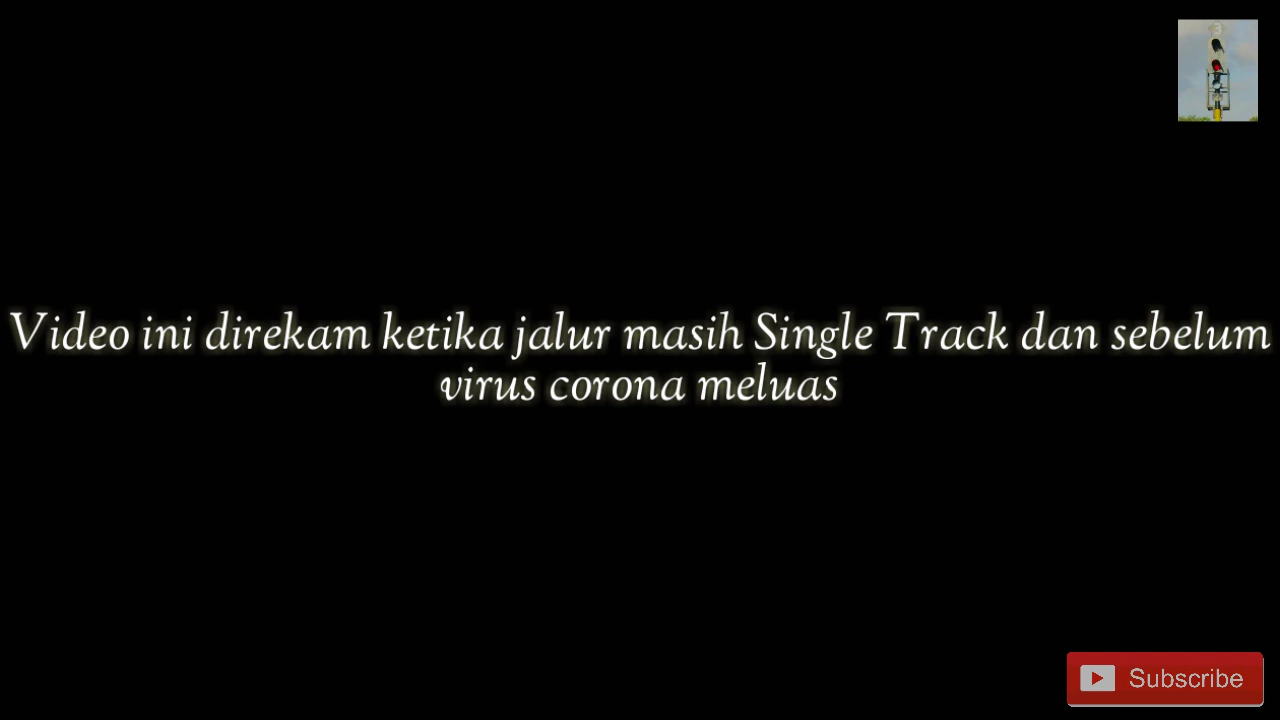 Video ini direkam ketika jalur masih Single Track dan sebelum
virus corona meluas
Subscribe